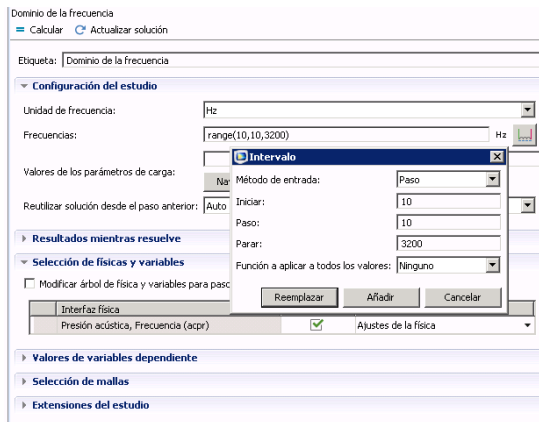 Dominio de la frecuencia
= Calcular Actualizar solución
Etiqueta: Dominio de la frecuencia
Configuración del estudio
Unidad de frecuencia: Hz
Frecuencias: range(10,10,3200) Hz
Intervalo
Valores de los parámetros de carga:
Método de entrada: Paso
Reutilizar solución desde el paso anterior: Auto
Iniciar: 10
Paso: 10
Parar: 3200
Función a aplicar a todos los valores: Ninguno
Reemplazar Añadir Cancelar
Resultados mientras resuelve
Selección de físicas y variables
Modificar árbol de física y variables para
Interfaz física
Presión acústica, Frecuencia (acpr) Ajustes de la física
Valores de variables dependiente
Selección de mallas
Extensiones del estudio